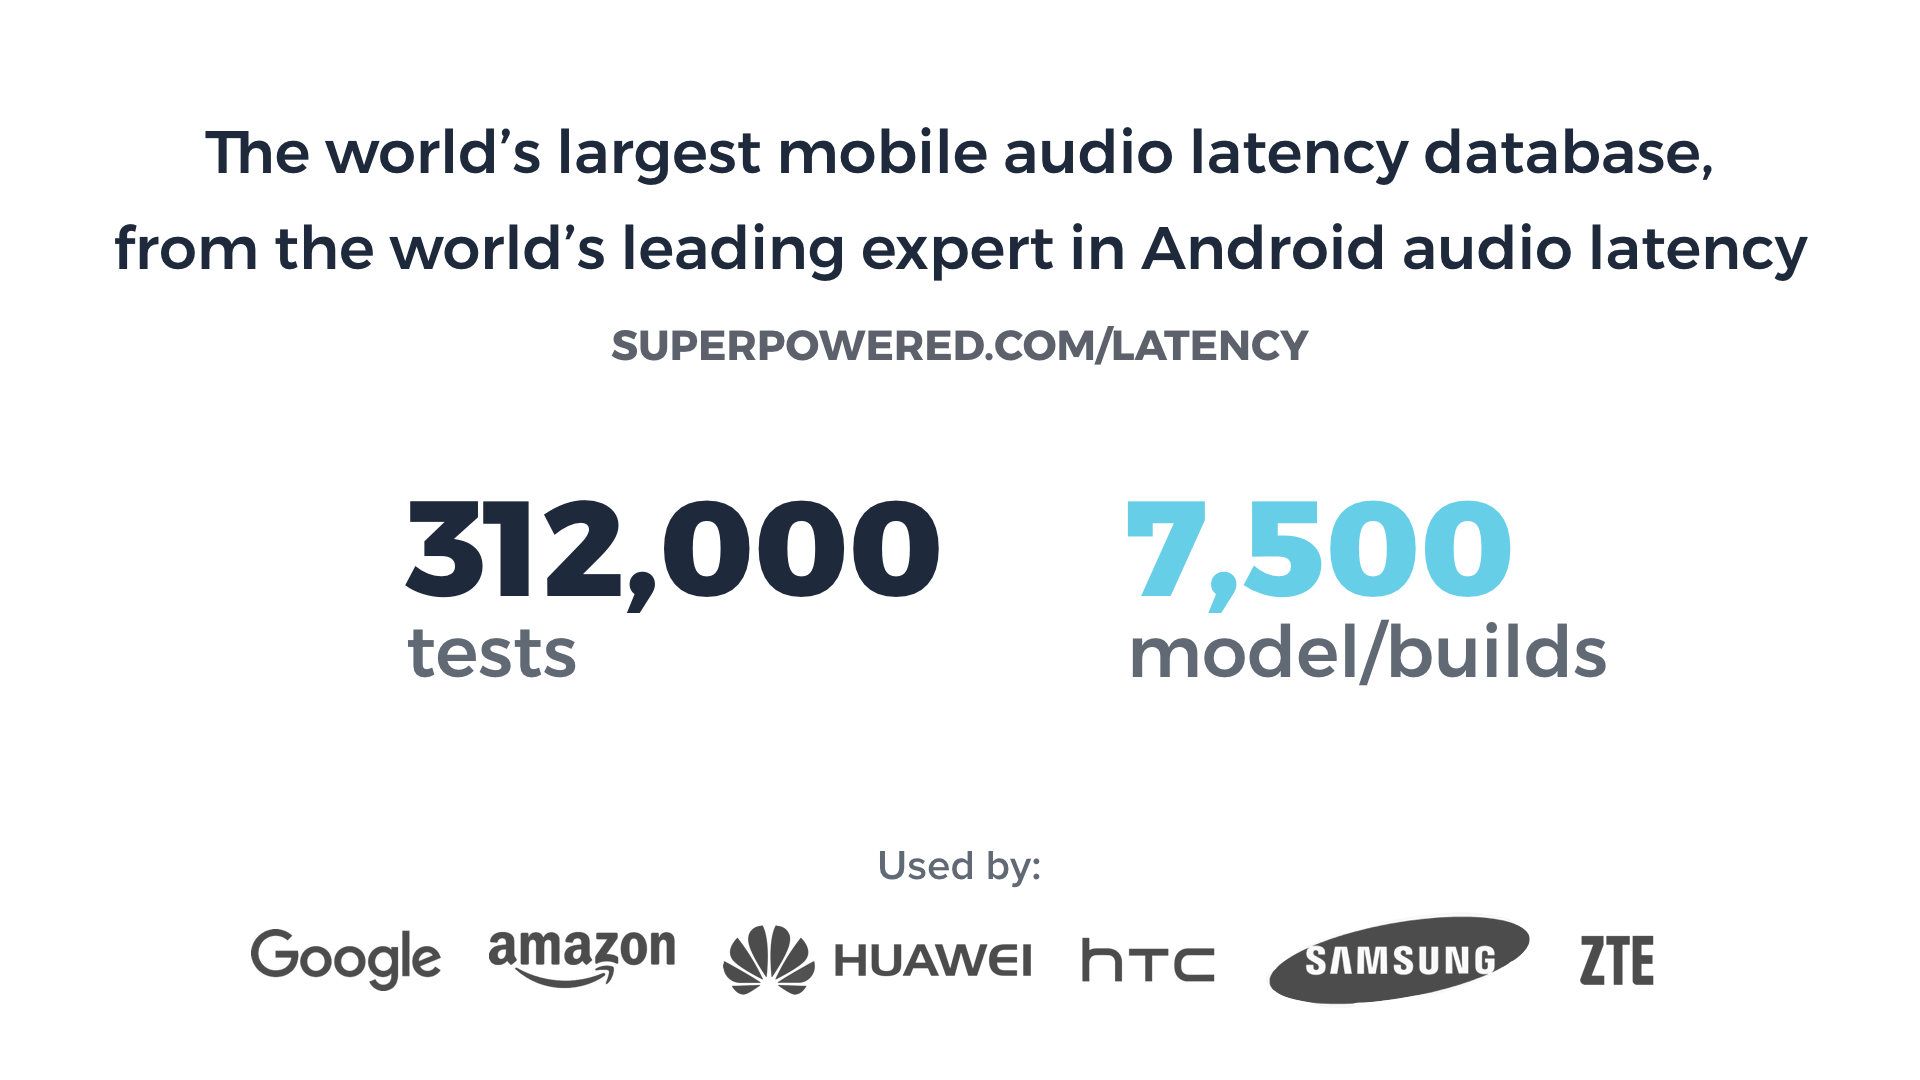 The world’s largest mobile audio latency database,
from the world’s leading expert in Android audio latency
SUPERPOWERED.COM/LATENCY
312,000 7,500
tests model/builds
Used by:
Google amazon HUAWEI hTC SAMSUNG ZTE